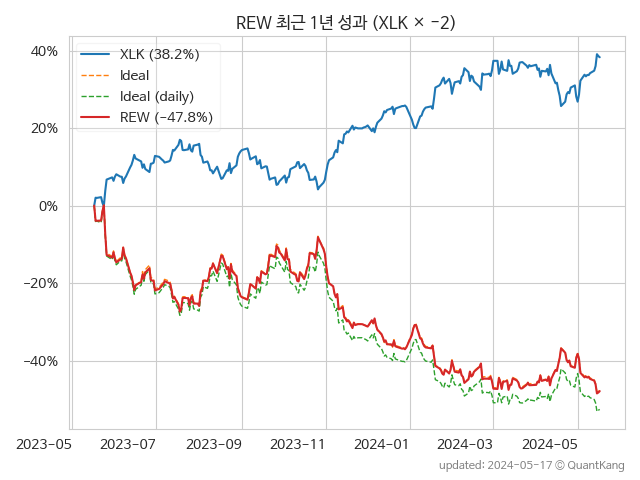 REW 최근 1년 성과 (XLK × −2)
XLK (38.2%)
Ideal
Ideal (daily)
REW (−47.8%)
40%
20%
0%
−20%
−40%
2023−05 2023−07 2023−09 2023−11 2024−01 2024−03 2024−05
updated: 2024−05−17 © QuantKang